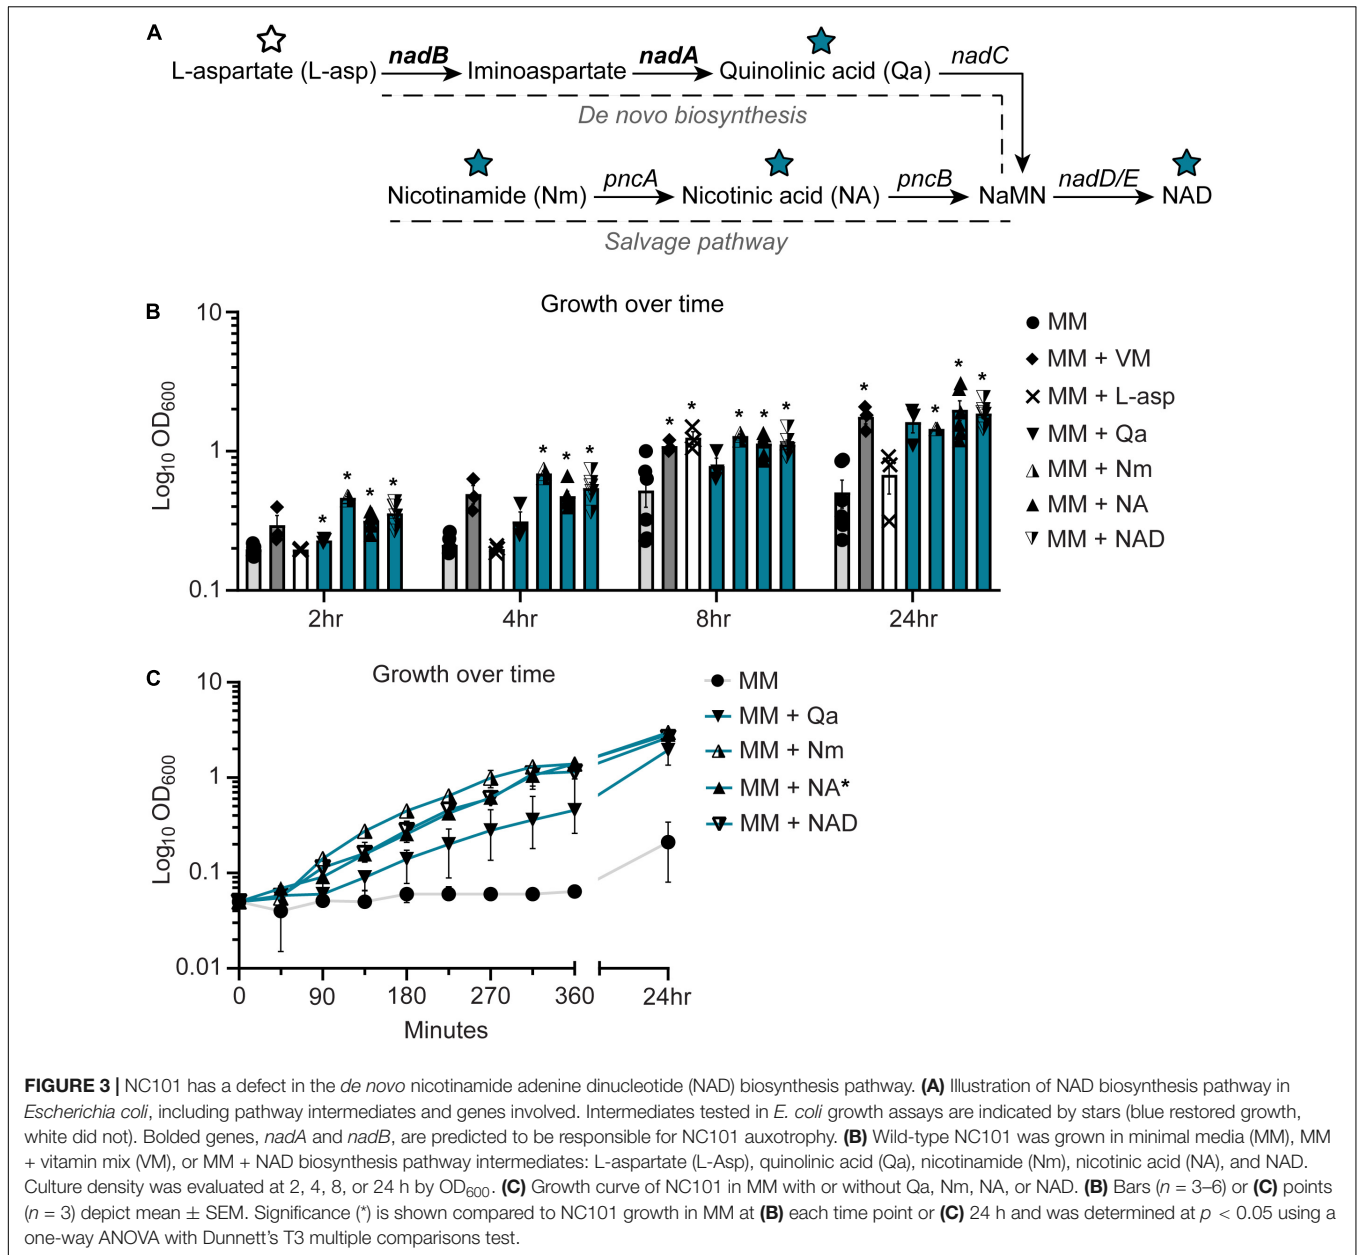 A
L-aspartate (L-asp) nadB Iminoaspartate nadA Quinolinic acid (Qa) nadC
De novo biosynthesis
Nicotinamide (Nm) pncA Nicotinic acid (NA) pncB NaMN nadD/E NAD
Salvage pathway
B
Growth over time
Log10 OD600
10
1
0.1
* * * *
* * *
* * * * *
* * * *
2hr 4hr 8hr 24hr
MM
MM + VM
MM + L-asp
MM + Qa
MM + Nm
MM + NA
MM + NAD
C
Growth over time
Log10 OD600
10
1
0.1
0.01
0 90 180 270 360 24hr
Minutes
MM
MM + Qa
MM + Nm
MM + NA*
MM + NAD
FIGURE 3 | NC101 has a defect in the de novo nicotinamide adenine dinucleotide (NAD) biosynthesis pathway. (A) Illustration of NAD biosynthesis pathway in
Escherichia coli, including pathway intermediates and genes involved. Intermediates tested in E. coli growth assays are indicated by stars (blue restored growth,
white did not). Bolded genes, nadA and nadB, are predicted to be responsible for NC101 auxotrophy. (B) Wild-type NC101 was grown in minimal media (MM), MM
+ vitamin mix (VM), or MM + NAD biosynthesis pathway intermediates: L-aspartate (L-Asp), quinolinic acid (Qa), nicotinamide (Nm), nicotinic acid (NA), and NAD.
Culture density was evaluated at 2, 4, 8, or 24 h by OD600. (C) Growth curve of NC101 in MM with or without Qa, Nm, NA, or NAD. (B) Bars (n = 3–6) or (C) points
(n = 3) depict mean ± SEM. Significance (*) is shown compared to NC101 growth in MM at (B) each time point or (C) 24 h and was determined at p < 0.05 using a
one-way ANOVA with Dunnett's T3 multiple comparisons test.